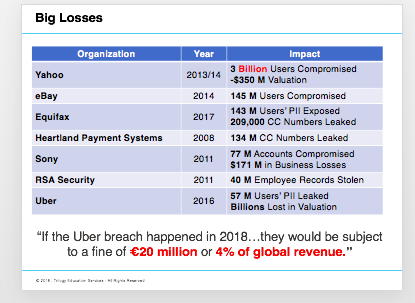 Big Losses
Organization Year Impact
Yahoo 2013/14 3 Billion Users Compromised
-$350 M Valuation
eBay 2014 145 M Users Compromised
Equifax 2017 143 M Users' PII Exposed
209,000 CC Numbers Leaked
Heartland Payment Systems 2008 134 M CC Numbers Leaked
Sony 2011 77 M Accounts Compromised
$171 M in Business Losses
RSA Security 2011 40 M Employee Records Stolen
Uber 2016 57 M Users' PII Leaked
Billions Lost in Valuation
“If the Uber breach happened in 2018…they would be subject
to a fine of €20 million or 4% of global revenue.”
Trilogy Education Services - All Rights Reserved